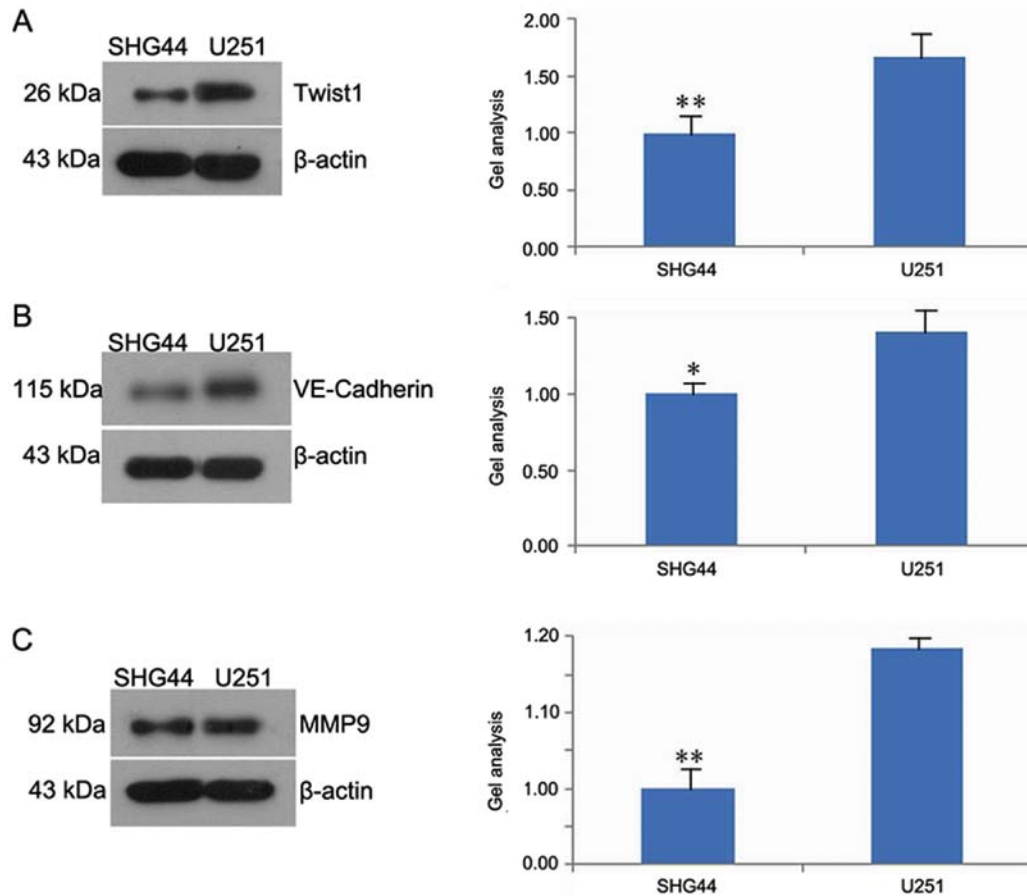 A
SHG44 U251
26 kDa
Twist1
43 kDa
β-actin
Gel analysis
2.00
1.50
1.00
0.50
0.00
**
SHG44
U251
B
SHG44 U251
115 kDa
VE-Cadherin
43 kDa
β-actin
Gel analysis
1.50
1.00
0.50
0.00
*
SHG44
U251
C
SHG44 U251
92 kDa
MMP9
43 kDa
β-actin
Gel analysis
1.20
1.10
1.00
0.00
**
SHG44
U251